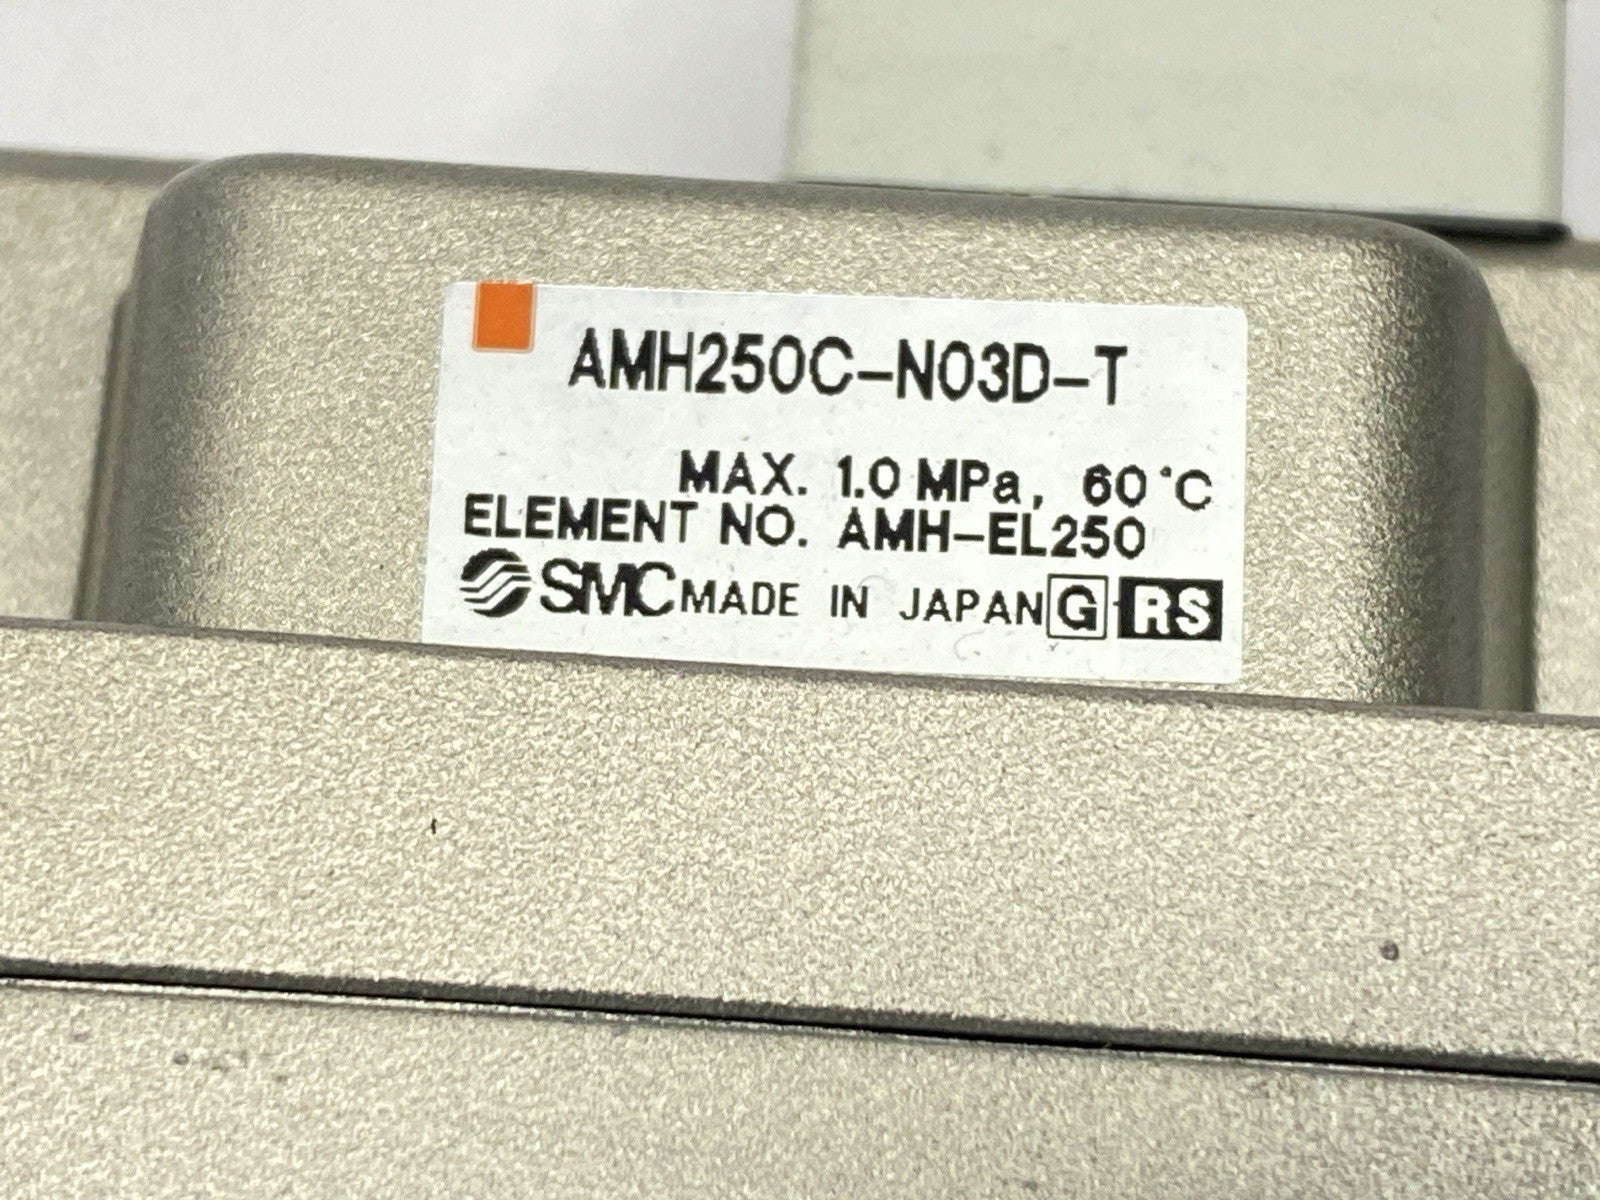 AMH250C-N03D-T
MAX. 1.0 MPa, 60°C
ELEMENT NO. AMH-EL250
SMC MADE IN JAPAN G RS